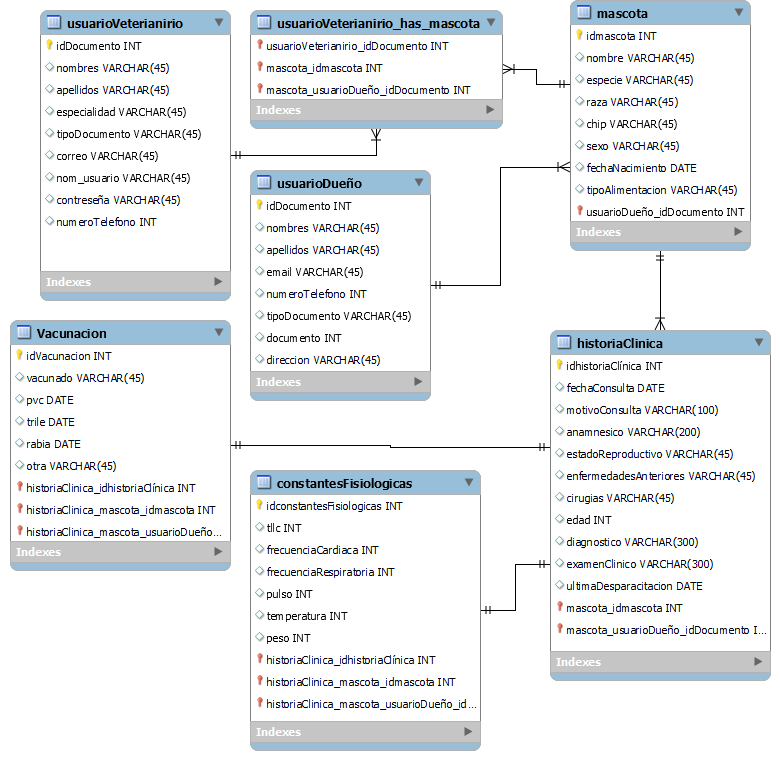 usuarioVeterianirio
idDocumento INT
nombres VARCHAR(45)
apellidos VARCHAR(45)
especialidad VARCHAR(45)
tipoDocumento VARCHAR(45)
correo VARCHAR(45)
nom_usuario VARCHAR(45)
contreseña VARCHAR(45)
numeroTelefono INT
Indexes
usuarioVeterianirio_has_mascota
usuarioVeterianirio_idDocumento INT
mascota_idmascota INT
mascota_usuarioDueño_idDocumento INT
Indexes
mascota
idmascota INT
nombre VARCHAR(45)
especie VARCHAR(45)
raza VARCHAR(45)
chip VARCHAR(45)
sexo VARCHAR(45)
fechaNacimiento DATE
tipoAlimentacion VARCHAR(45)
usuarioDueño_idDocumento INT
Indexes
usuarioDueño
idDocumento INT
nombres VARCHAR(45)
apellidos VARCHAR(45)
email VARCHAR(45)
numeroTelefono INT
tipoDocumento VARCHAR(45)
documento INT
direccion VARCHAR(45)
Indexes
Vacunacion
idVacunacion INT
vacunado VARCHAR(45)
pvc DATE
trile DATE
rabia DATE
otra VARCHAR(45)
historiaClinica_idhistoriaClínica INT
historiaClinica_mascota_idmascota INT
historiaClinica_mascota_usuarioDueño...
Indexes
constantesFisiologicas
idconstantesFisiologicas INT
tllc INT
frecuenciaCardiaca INT
frecuenciaRespiratoria INT
pulso INT
temperatura INT
peso INT
historiaClinica_idhistoriaClínica INT
historiaClinica_mascota_idmascota INT
historiaClinica_mascota_usuarioDueño_id...
Indexes
historiaClinica
idhistoriaClínica INT
fechaConsulta DATE
motivoConsulta VARCHAR(100)
anamnesico VARCHAR(200)
estadoReproductivo VARCHAR(45)
enfermedadesAnteriores VARCHAR(45)
cirugias VARCHAR(45)
edad INT
diagnostico VARCHAR(300)
examenClinico VARCHAR(300)
ultimaDesparacitacion DATE
mascota_idmascota INT
mascota_usuarioDueño_idDocumento I...
Indexes